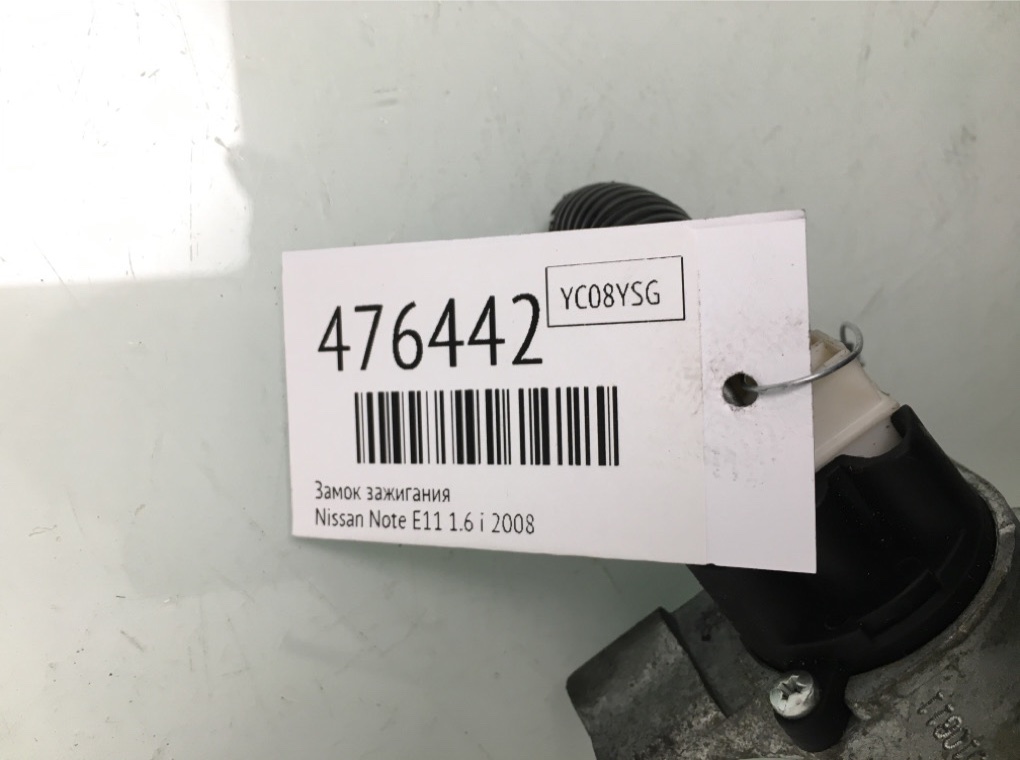 476442
YC08YSG
Замок зажигания
Nissan Note E11 1.6 i 2008